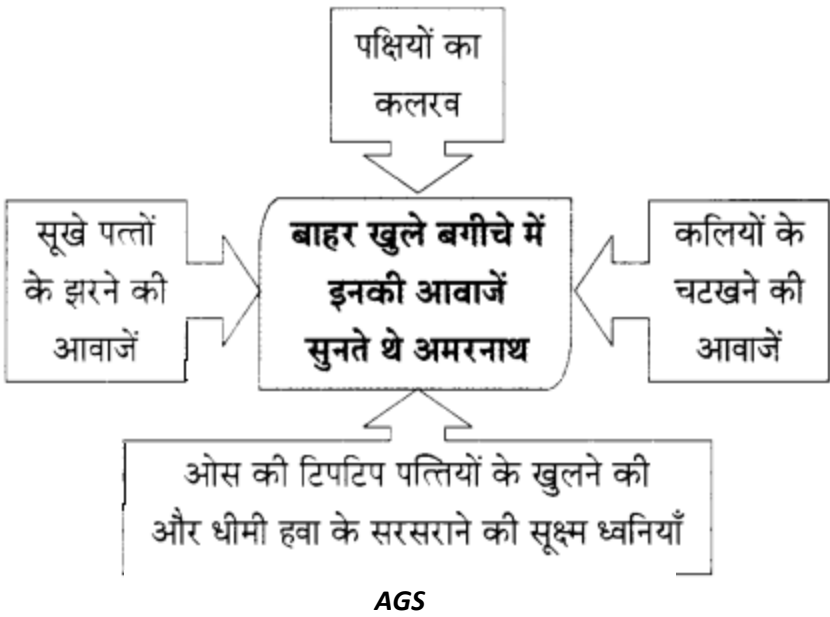 पक्षियों का
कलरव
सूखे पत्तों
के झरने की
आवाजें
बाहर खुले बगीचे में
इनकी आवाजें
सुनते थे अमरनाथ
कलियों के
चटखने की
आवाजें
ओस की टिपटिप पत्तियों के खुलने की
और धीमी हवा के सरसराने की सूक्ष्म ध्वनियाँ
AGS